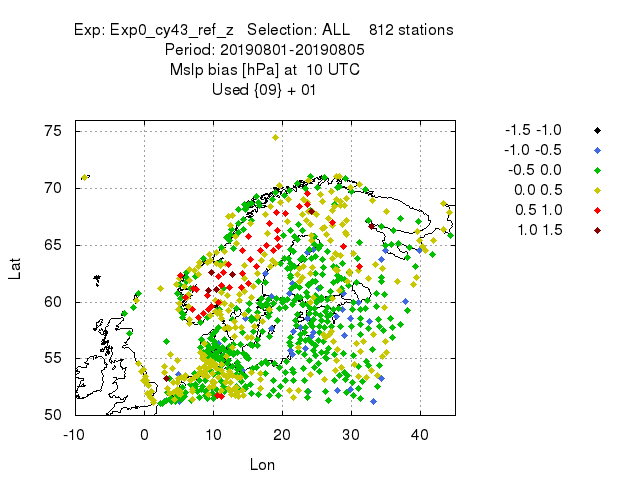 Exp: Exp0_cy43_ref_z   Selection: ALL    812 stations
Period: 20190801-20190805
Mslp bias [hPa] at  10 UTC
Used {09} + 01
-1.5 -1.0
-1.0 -0.5
-0.5 0.0
0.0 0.5
0.5 1.0
1.0 1.5
75
70
65
60
55
50
Lat
-10 0 10 20 30 40
Lon